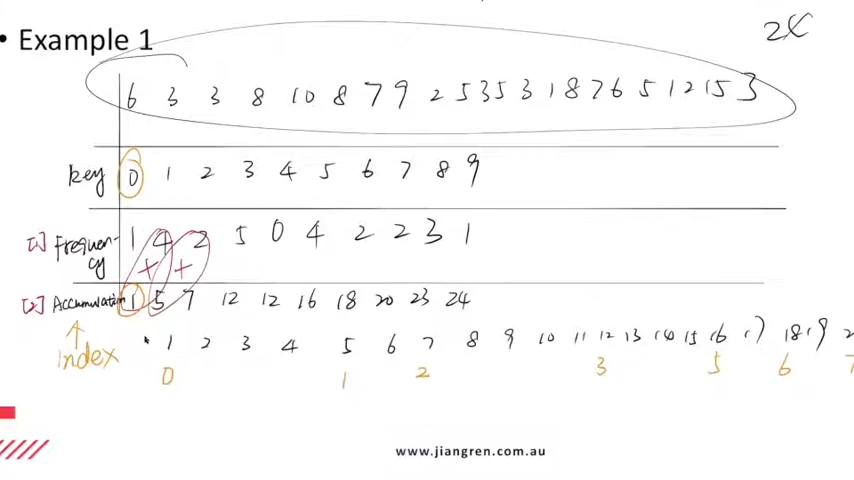 • Example 1
24
6 3 3 8 10 8 7 9 2 5 3 5 3 1 8 7 6 5 1 2 1 5 3
key 0 1 2 3 4 5 6 7 8 9
[1] Frequen-cy 1 4 2 5 0 4 2 2 3 1
[2] Accumulation 1 5 7 12 12 16 18 20 23 24
Index 1 2 3 4 5 6 7 8 9 10 11 12 13 14 15 16 17 18 19
0 1 2 3 5 6 7
www.jiangren.com.au